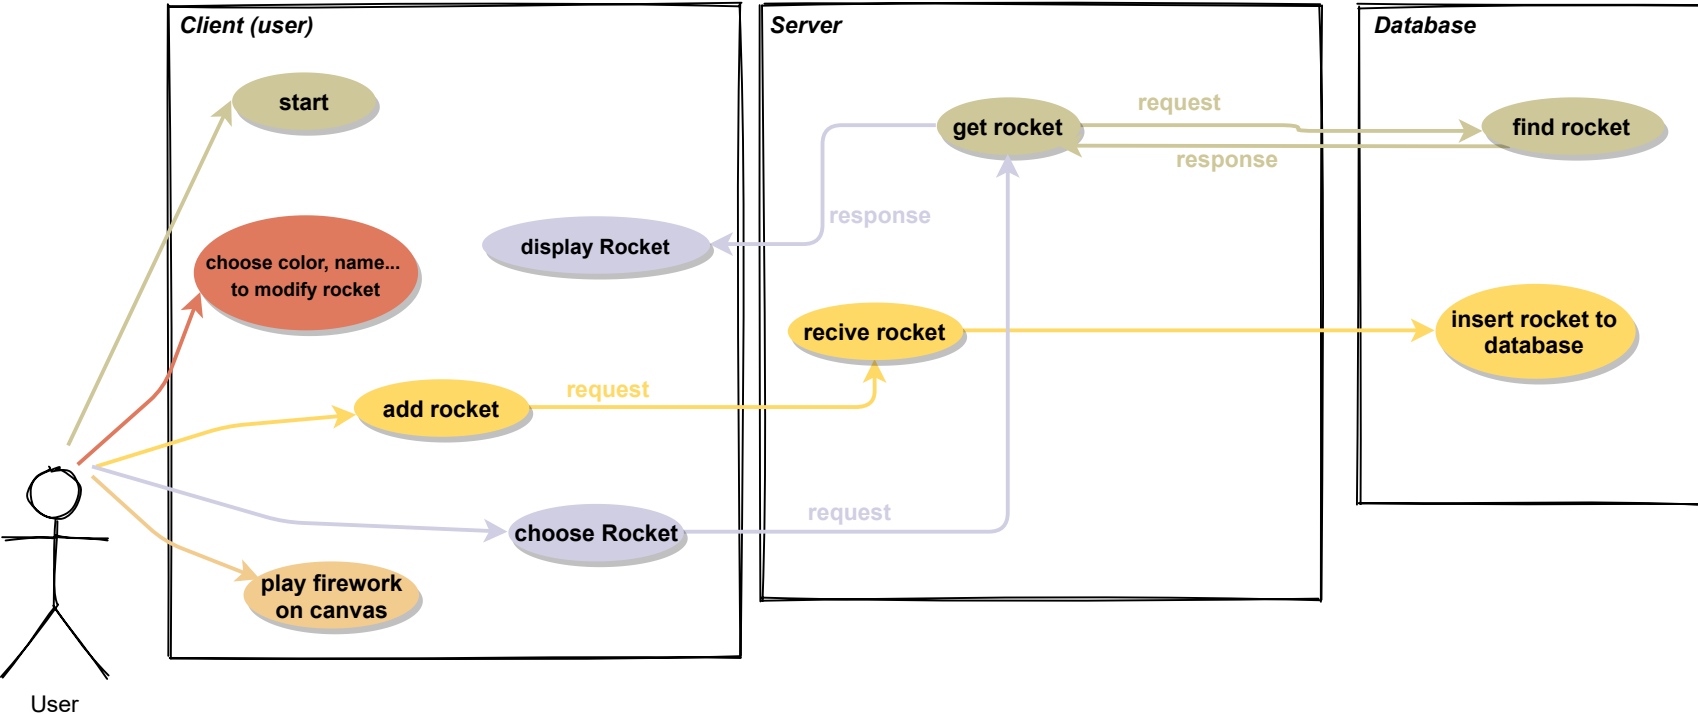 Client (user)
Server
Database
start
get rocket
request
response
find rocket
choose color, name...
to modify rocket
display Rocket
response
recive rocket
insert rocket to
database
add rocket
request
choose Rocket
request
play firework
on canvas
User